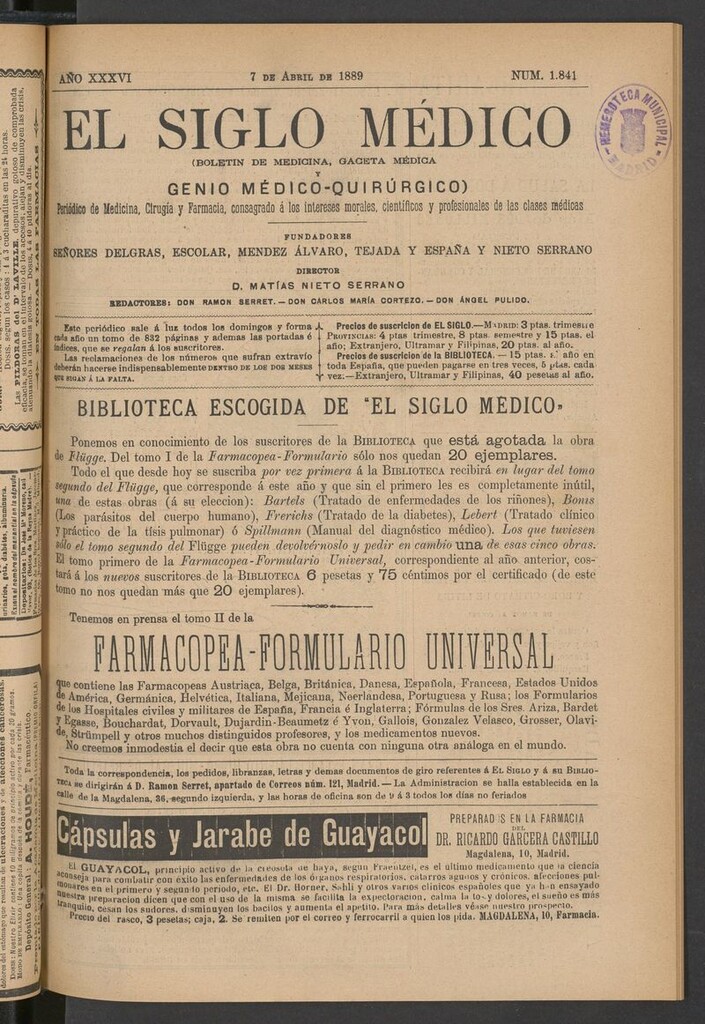 AÑO XXXVI 7 DE ABRIL DE 1889 NUM. 1.841
EL SIGLO MÉDICO
(BOLETIN DE MEDICINA, GACETA MÉDICA
Y
GENIO MÉDICO-QUIRÚRGICO)
Periódico de Medicina, Cirugía y Farmacia, consagrado á los intereses morales, científicos y profesionales de las clases médicas
FUNDADORES
SEÑORES DELGRAS, ESCOLAR, MENDEZ ÁLVARO, TEJADA Y ESPAÑA Y NIETO SERRANO
DIRECTOR
D. MATÍAS NIETO SERRANO
REDACTORES: DON RAMON SERRET.—DON CARLOS MARÍA CORTEZO.—DON ÁNGEL PULIDO.
HEMEROTECA MUNICIPAL
MADRID
Este periódico sale á luz todos los domingos y forma
cada año un tomo de 832 páginas y ademas las portadas é
índices, que se regalan á los suscritores.
Las reclamaciones de los números que sufran extravío
deberán hacerse indispensablemente DENTRO DE LOS DOS MESES
QUE SIGAN Á LA FALTA.
Precios de suscricion de EL SIGLO.—MADRID: 3 ptas. trimestre
PROVINCIAS: 4 ptas trimestre, 8 ptas. semestre y 15 ptas. el
año; Extranjero, Ultramar y Filipinas, 20 ptas. al año.
Precios de suscricion de la BIBLIOTECA. — 15 ptas. al año en
toda España, que pueden pagarse en tres veces, 5 ptas. cada
vez.—Extranjero, Ultramar y Filipinas, 40 pesetas al año.
BIBLIOTECA ESCOGIDA DE "EL SIGLO MÉDICO"
Ponemos en conocimiento de los suscritores de la BIBLIOTECA que está agotada la obra
de Flügge. Del tomo I de la Farmacopea-Formulario sólo nos quedan 20 ejemplares.
Todo el que desde hoy se suscriba por vez primera á la BIBLIOTECA recibirá en lugar del tomo
segundo del Flügge, que corresponde á este año y que sin el primero les es completamente inútil,
una de estas obras (á su eleccion): Bartels (Tratado de enfermedades de los riñones), Bonis
(Los parásitos del cuerpo humano), Frerichs (Tratado de la diabetes), Lebert (Tratado clínico
y práctico de la tisis pulmonar) ó Spillmann (Manual del diagnóstico médico). Los que tuviesen
sólo el tomo segundo del Flügge pueden devolvérnoslo y pedir en cambio una de esas cinco obras.
El tomo primero de la Farmacopea-Formulario Universal, correspondiente al año anterior, cos-
tará á los nuevos suscritores de la BIBLIOTECA 6 pesetas y 75 céntimos por el certificado (de este
tomo no nos quedan más que 20 ejemplares).
Tenemos en prensa el tomo II de la
FARMACOPEA-FORMULARIO UNIVERSAL
que contiene las Farmacopeas Austriaca, Belga, Británica, Danesa, Española, Francesa, Estados Unidos
de América, Germánica, Helvética, Italiana, Mejicana, Neerlandesa, Portuguesa y Rusa; los Formularios
de los Hospitales civiles y militares de España, Francia é Inglaterra; Fórmulas de los Sres. Ariza, Bardet
y Egasse, Bouchardat, Dorvault, Dujardin-Beaumetz é Yvon, Gallois, Gonzalez Velasco, Grosser, Olavi-
de, Strümpell y otros muchos distinguidos profesores, y los medicamentos nuevos.
No creemos inmodestia el decir que esta obra no cuenta con ninguna otra análoga en el mundo.
Toda la correspondencia, los pedidos, libranzas, letras y demas documentos de giro referentes á EL SIGLO y á su BIBLIO-
TECA se dirigirán á D. Ramon Serret, apartado de Correos núm. 121, Madrid.— La Administracion se halla establecida en la
calle de la Magdalena, 36, segundo izquierda, y las horas de oficina son de 9 á 3 todos los dias no feriados
Cápsulas y Jarabe de Guayacol
PREPARADOS EN LA FARMACIA
DEL
DR. RICARDO GARCERA CASTILLO
Magdalena, 10, Madrid.
EL GUAYACOL, principio activo de la creosota de haya, segun Fraentzel, es el último medicamento que la ciencia
aconseja para combatir con éxito las enfermedades de los órganos respiratorios, catarros agudos y crónicos, afecciones pul-
monares en el primero y segundo periodo, etc. El Dr. Horner, Sahli y otros varios clínicos españoles que ya han ensayado
nuestra preparacion dicen que con el uso de la misma se facilita la expectoracion, calma la tos y dolores, el sueño es más
tranquilo, cesan los sudores, disminuyen los bacilos y aumenta el apetito. Para más detalles véase nuestro prospecto.
Precio del frasco, 3 pesetas; caja, 2. Se remiten por el correo y ferrocarril a quien los pida. MAGDALENA, 10, Farmacia.